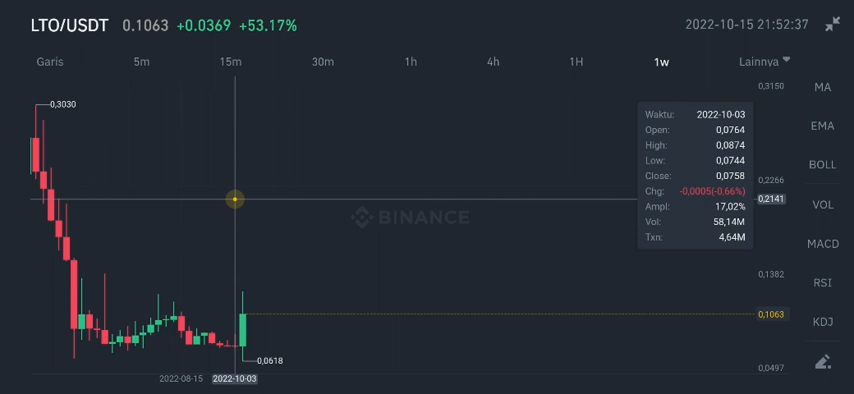 LTO/USDT 0.1063 +0.0369 +53.17% 2022-10-15 21:52:37
Garis 5m 15m 30m 1h 4h 1H 1w Lainnya
0,3150
MA
0,3030
Waktu: 2022-10-03
Open: 0,0764
EMA
High: 0,0874
Low: 0,0744
Close: 0,0758
BOLL
0,2266
Chg: -0,0005(-0,66%)
0,2141
Ampl: 17,02%
VOL
BINANCE
Vol: 58,14M
Txn: 4,64M
MACD
0,1382
RSI
0,1063
KDJ
0,0618
0,0497
2022-08-15 2022-10-03